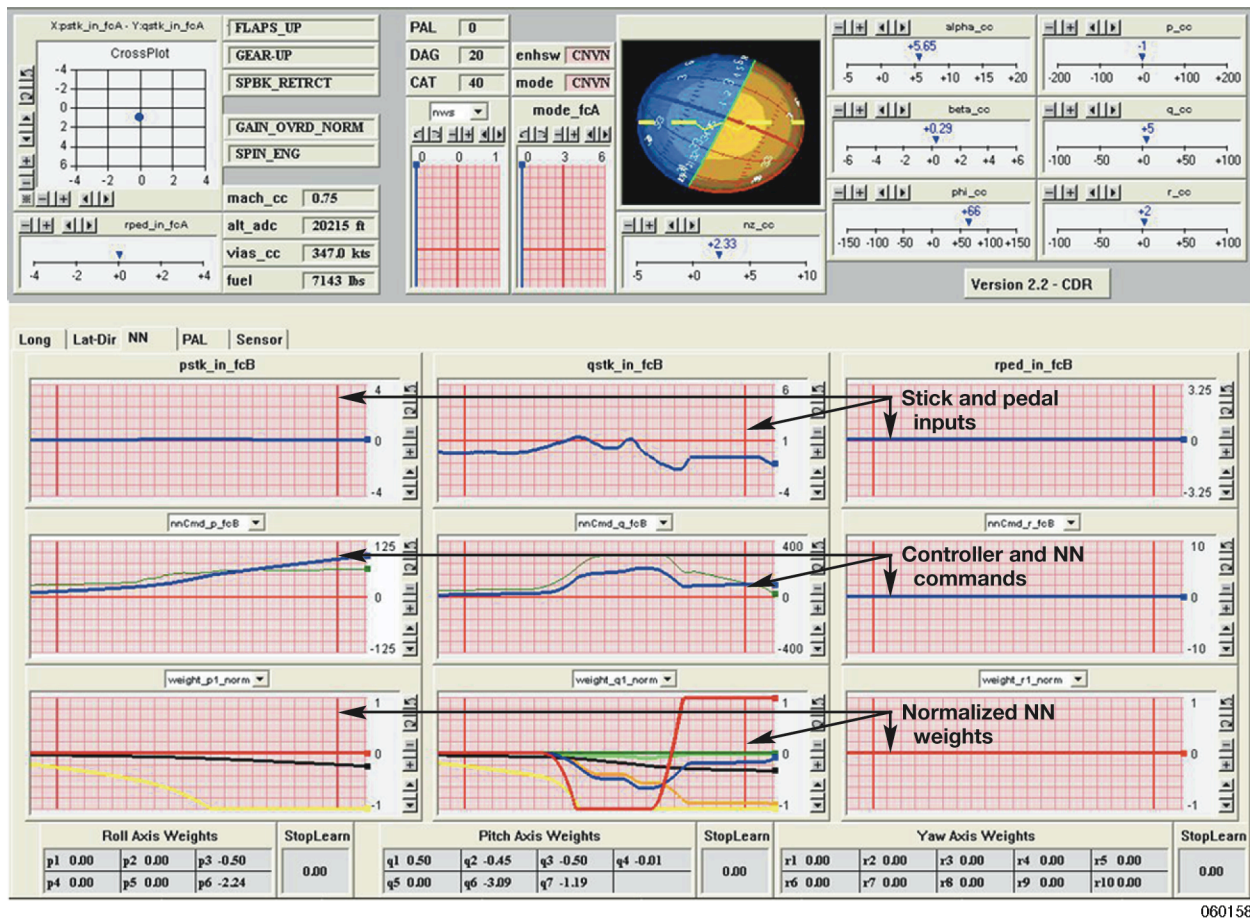 X:pstk_in_fcA - Y:qstk_in_fcA
CrossPlot
-4
-2
0
2
4
6
-4 -2 0 2 4
rped_in_fcA
-4 -2 +0 +2 +4
FLAPS_UP
GEAR-UP
SPBK_RETRCT
GAIN_OVRD_NORM
SPIN_ENG
mach_cc 0.75
alt_adc 20215 ft
vias_cc 347.0 kts
fuel 7143 lbs
PAL 0
DAG 20
CAT 40
enhsw CNVN
mode CNVN
nws
0 0 1
mode_fcA
0 3 6
nz_cc
+2.33
-5 +0 +5 +10
alpha_cc
+5.65
-5 +0 +5 +10 +15 +20
p_cc
-1
-200 -100 +0 +100 +200
beta_cc
+0.29
-6 -4 -2 +0 +2 +4 +6
q_cc
+5
-100 -50 +0 +50 +100
phi_cc
+66
-150 -100 -50 +0 +50 +100 +150
r_cc
+2
-100 -50 +0 +50 +100
Version 2.2 - CDR
Long Lat-Dir NN PAL Sensor
pstk_in_fcB
4
0
-4
qstk_in_fcB
6
1
-4
rped_in_fcB
3.25
0
-3.25
Stick and pedal
inputs
nnCmd_p_fcB
125
0
-125
nnCmd_q_fcB
400
0
-400
nnCmd_r_fcB
10
0
-10
Controller and NN
commands
weight_p1_norm
1
0
-1
weight_q1_norm
1
0
-1
weight_r1_norm
1
0
-1
Normalized NN
weights
Roll Axis Weights
p1 0.00 p2 0.00 p3 -0.50
p4 0.00 p5 0.00 p6 -2.24
StopLearn
0.00
Pitch Axis Weights
q1 0.50 q2 -0.45 q3 -0.50 q4 -0.01
q5 0.00 q6 -3.09 q7 -1.19
StopLearn
0.00
Yaw Axis Weights
r1 0.00 r2 0.00 r3 0.00 r4 0.00 r5 0.00
r6 0.00 r7 0.00 r8 0.00 r9 0.00 r10 0.00
StopLearn
0.00
060158